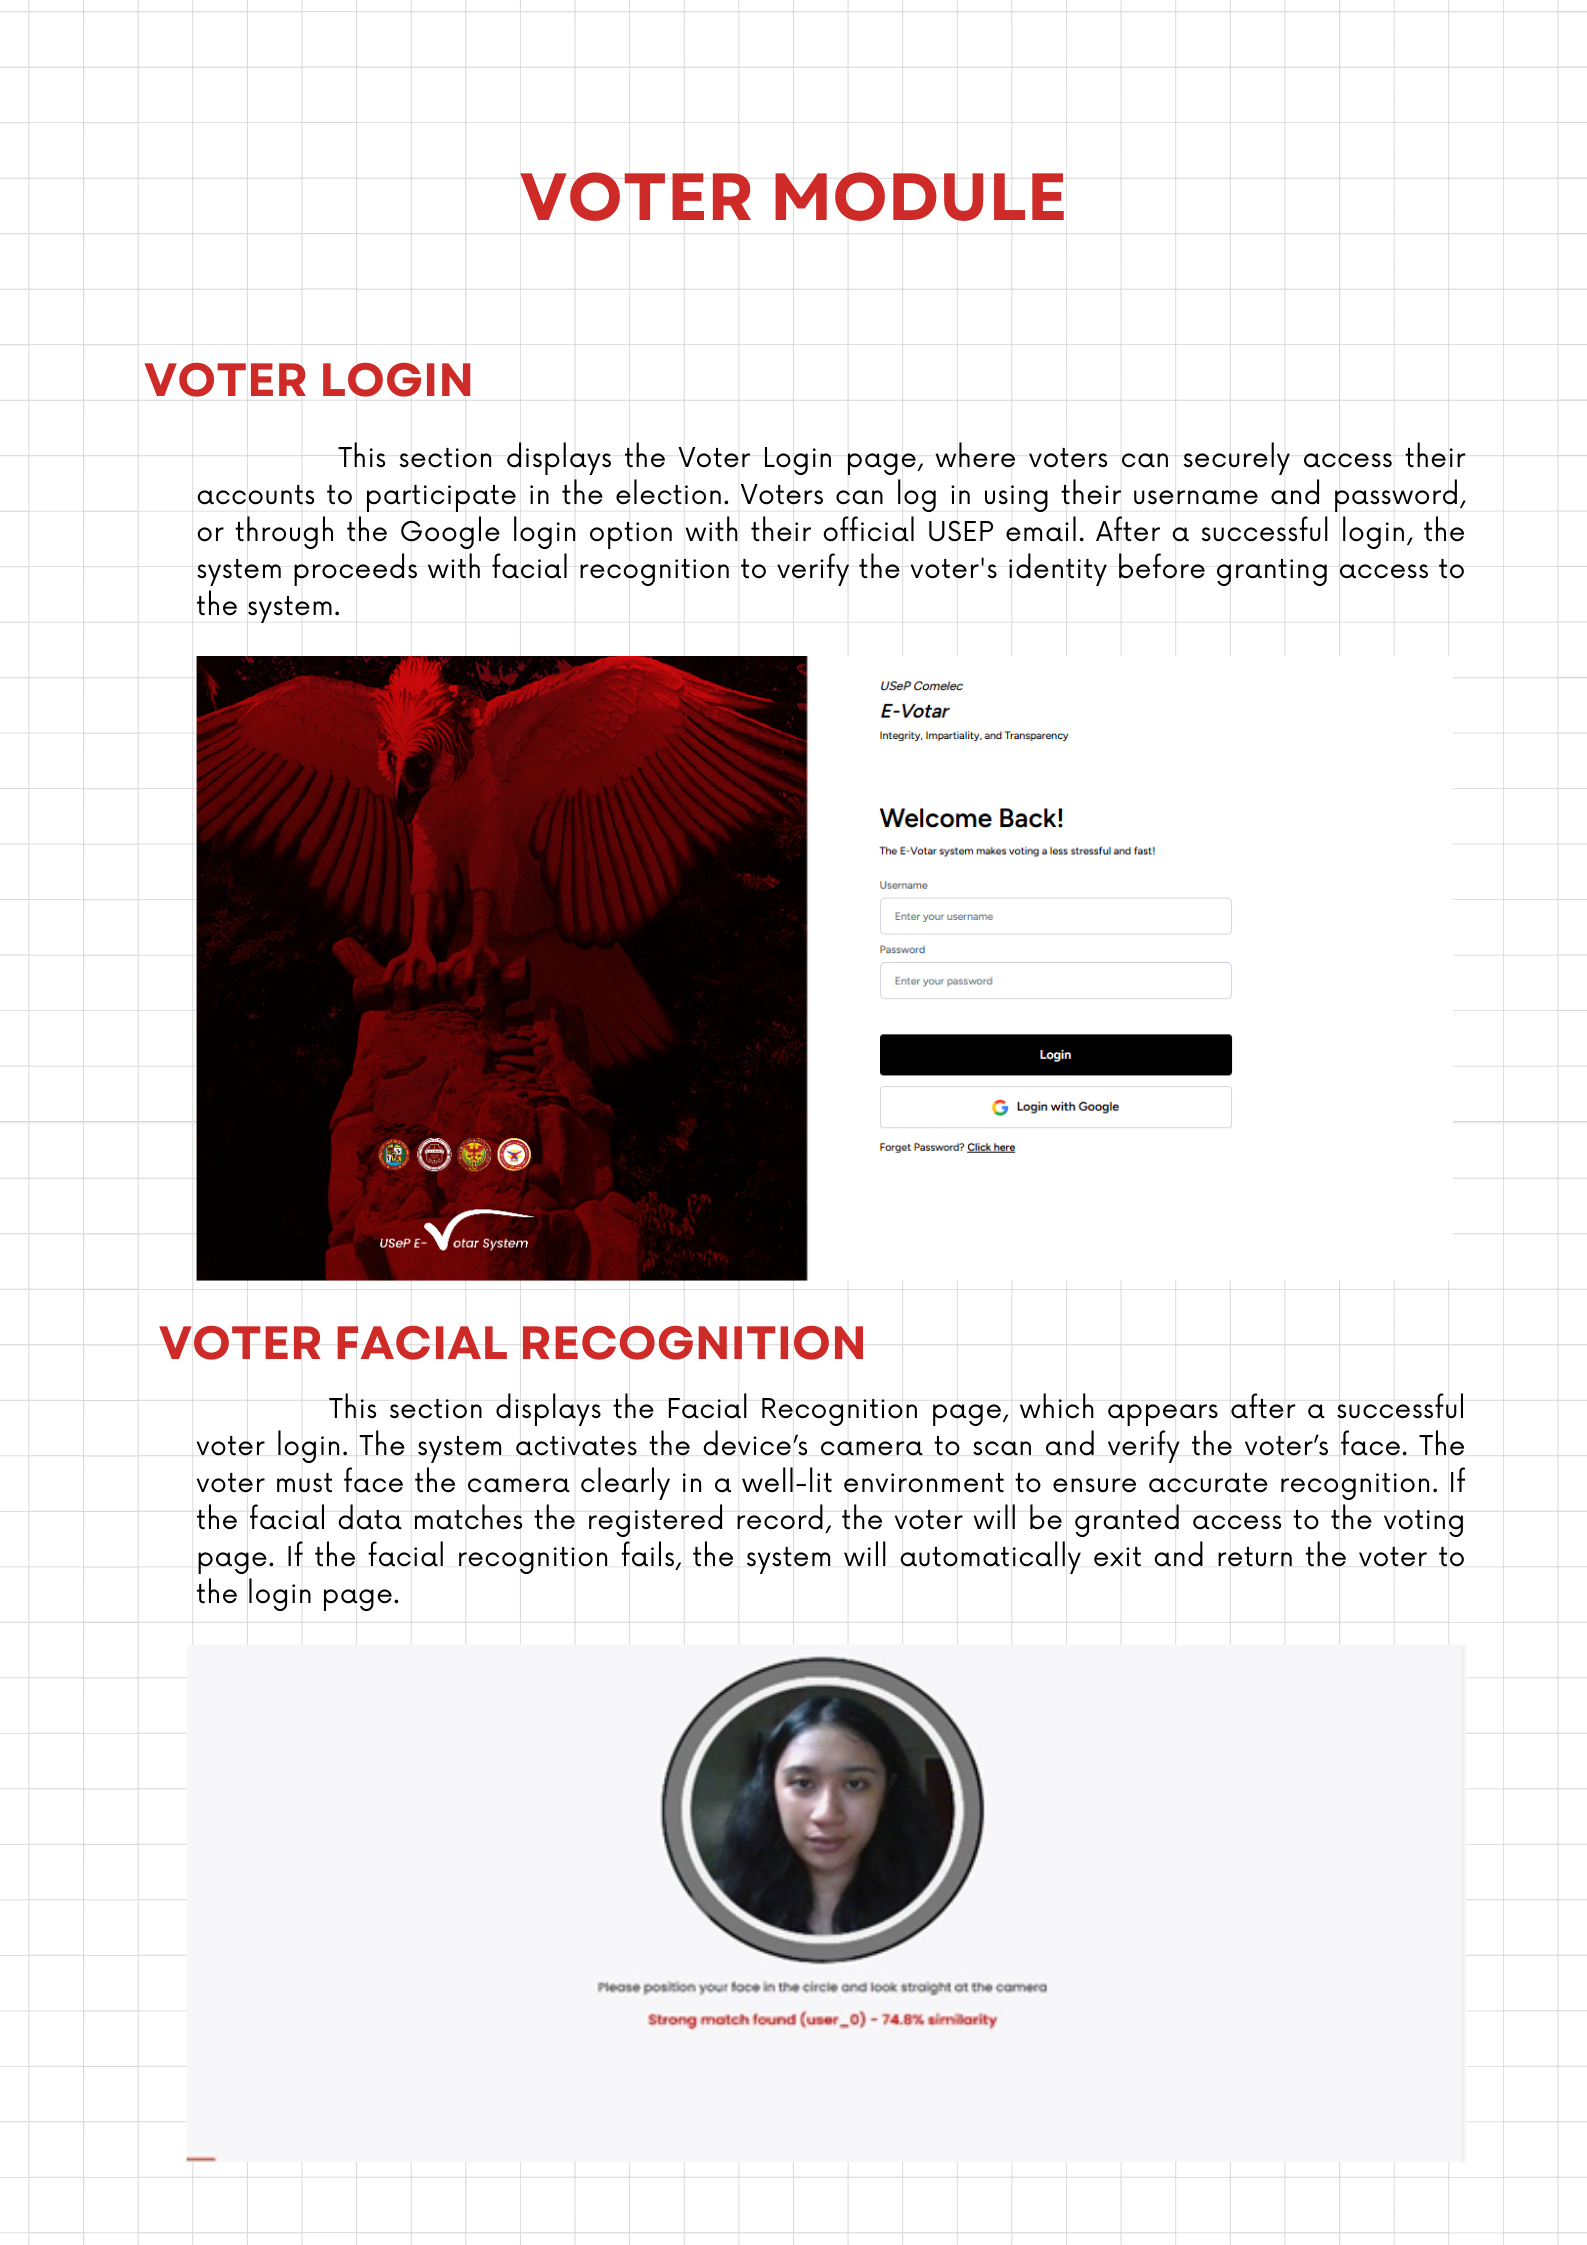 VOTER MODULE
VOTER LOGIN
This section displays the Voter Login page, where voters can securely access their
accounts to participate in the election. Voters can log in using their username and password,
or through the Google login option with their official USEP email. After a successful login, the
system proceeds with facial recognition to verify the voter's identity before granting access to
the system.
USeP Comelec
E-Votar
Integrity, Impartiality, and Transparency
Welcome Back!
The E-Votar system makes voting a less stressful and fast!
Username
Enter your username
Password
Enter your password
Login
Login with Google
Forget Password? Click here
USeP E-Votar System
VOTER FACIAL RECOGNITION
This section displays the Facial Recognition page, which appears after a successful
voter login. The system activates the device’s camera to scan and verify the voter’s face. The
voter must face the camera clearly in a well-lit environment to ensure accurate recognition. If
the facial data matches the registered record, the voter will be granted access to the voting
page. If the facial recognition fails, the system will automatically exit and return the voter to
the login page.
Please position your face in the circle and look straight at the camera
Strong match found (user_0) - 74.8% similarity